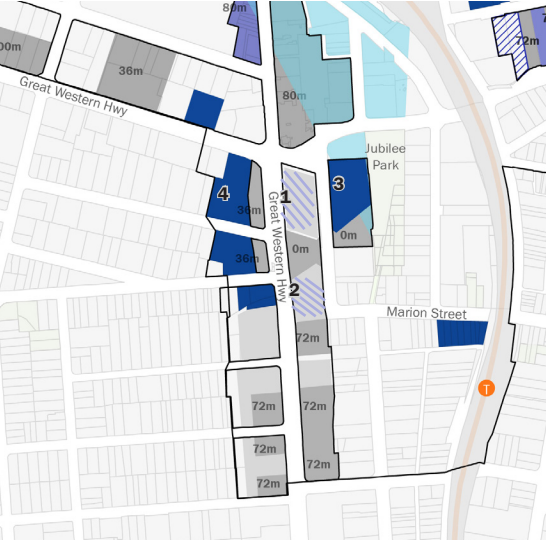 80m
72m
00m
36m
Great Western Hwy
80m
Jubilee
Park
3
4
1
36m
0m
Great Western Hwy
0m
36m
2
Marion Street
72m
T
72m
72m
72m
72m
72m